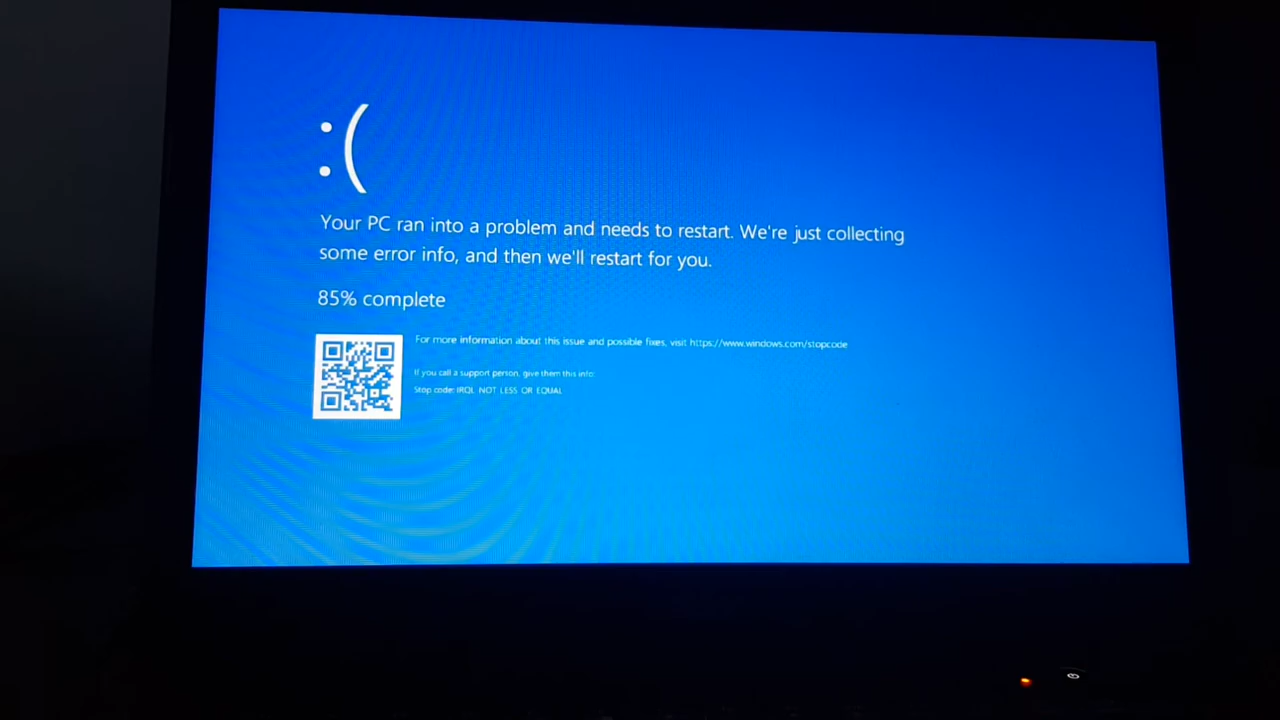 :(
Your PC ran into a problem and needs to restart. We're just collecting
some error info, and then we'll restart for you.
85% complete
For more information about this issue and possible fixes, visit https://www.windows.com/stopcode
If you call a support person, give them this info:
Stop code: IRQL NOT LESS OR EQUAL